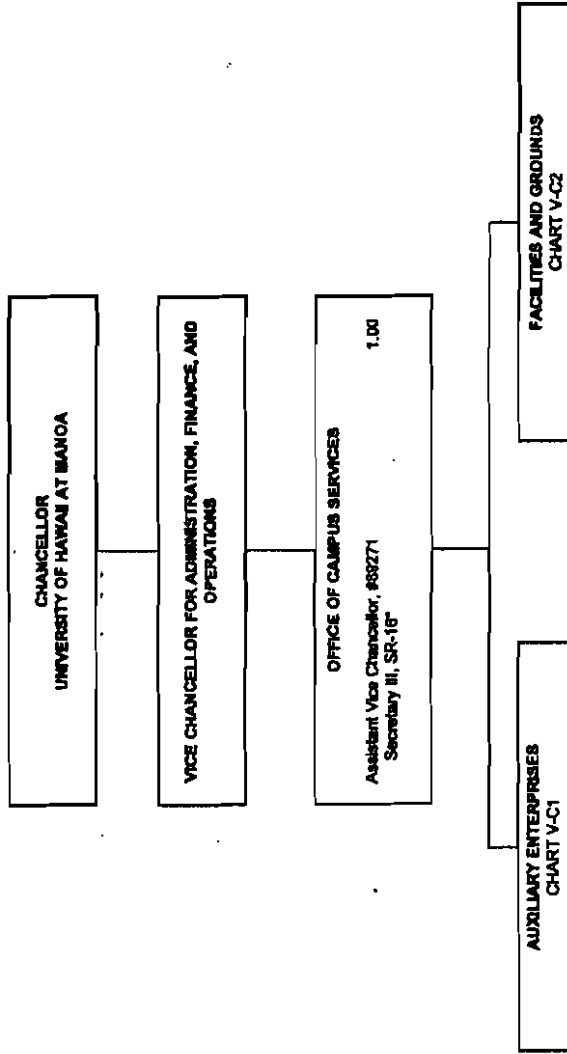 CHANCELLOR
UNIVERSITY OF HAWAII AT MANOA
VICE CHANCELLOR FOR ADMINISTRATION, FINANCE, AND
OPERATIONS
OFFICE OF CAMPUS SERVICES
Assistant Vice Chancellor, #89271 1.00
Secretary III, SR-16*
AUXILIARY ENTERPRISES
CHART V-C1
FACILITIES AND GROUNDS
CHART V-C2